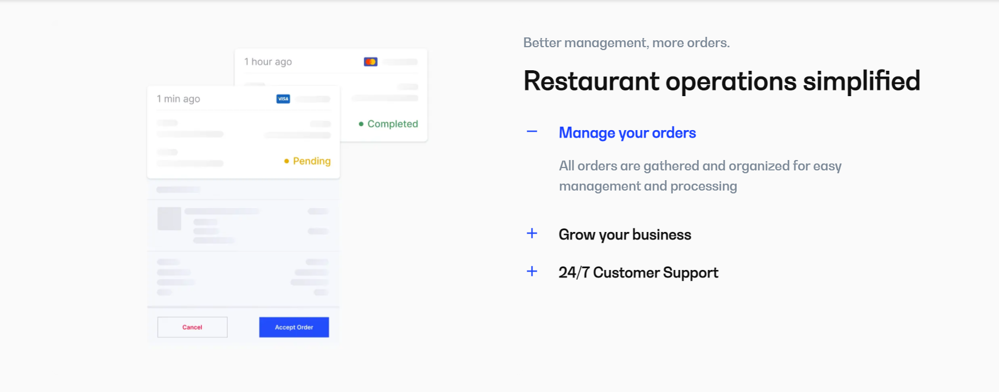 Better management, more orders.
Restaurant operations simplified
Manage your orders
All orders are gathered and organized for easy
management and processing
Grow your business
24/7 Customer Support
1 hour ago
Completed
1 min ago
VISA
Pending
Cancel
Accept Order